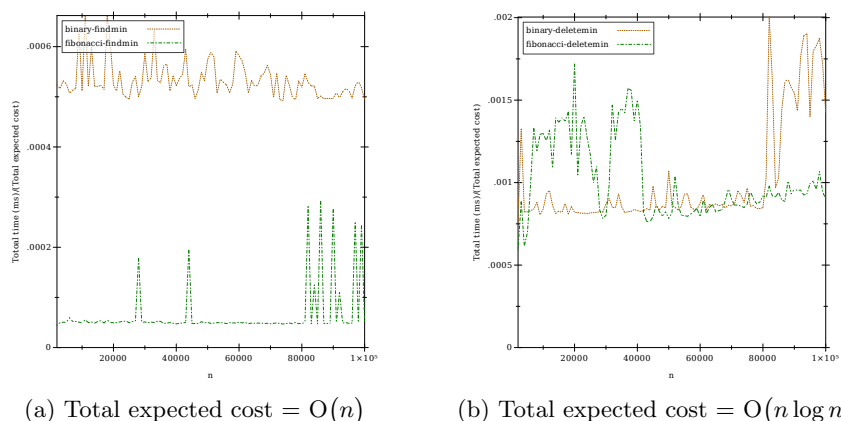 .0006
.0004
.0002
0
Totoal time (ms)/(Total expected cost)
binary-findmin
fibonacci-findmin
20000 40000 60000 80000 1×10⁵
n
(a) Total expected cost = O(n)
.002
.0015
.001
.0005
0
Total time (ms)/(Total expected cost)
binary-deletemin
fibonacci-deletemin
20000 40000 60000 80000 1×10⁵
n
(b) Total expected cost = O(n log n